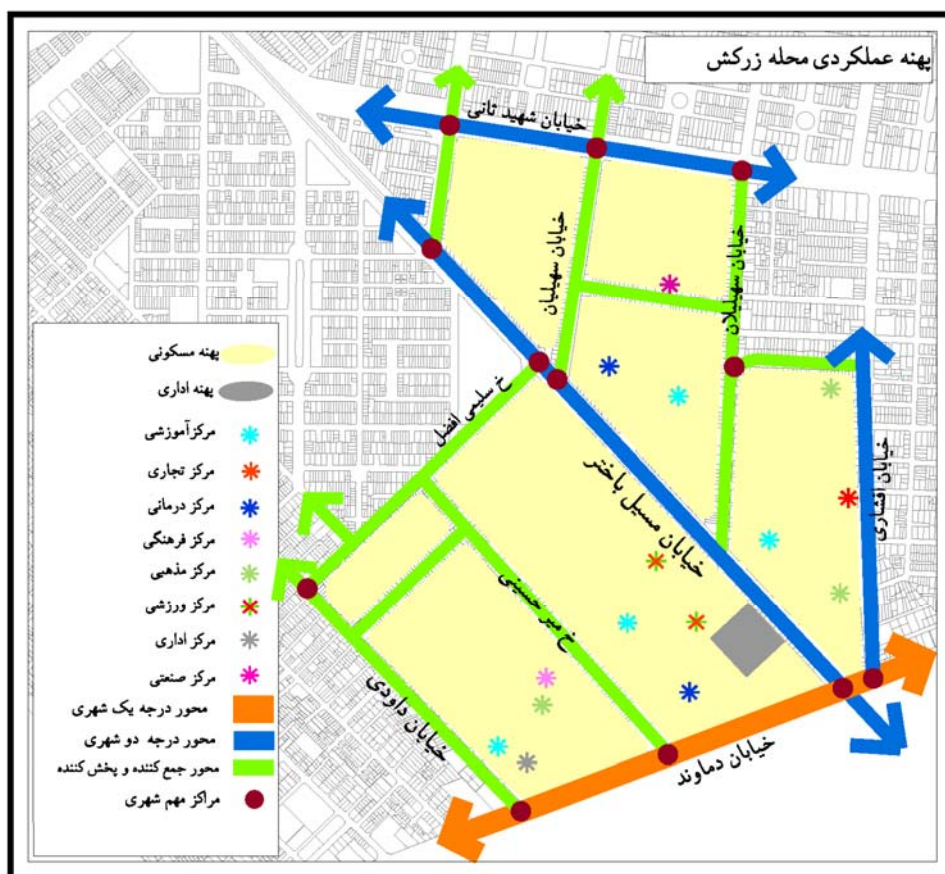 پهنه عملکردی محله زرکش
خیابان شهید ثانی
خیابان سهیلیان
خیابان سهیلیلان
خ سلیمی افضل
خیابان مسیل باختر
خیابان افشاری
خ میر حسینی
خیابان داودی
خیابان دماوند
پهنه مسکونی
پهنه اداری
مرکز آموزشی
مرکز تجاری
مرکز درمانی
مرکز فرهنگی
مرکز مذهبی
مرکز ورزشی
مرکز اداری
مرکز صنعتی
محور درجه یک شهری
محور درجه دو شهری
محور جمع کننده و پخش کننده
مراکز مهم شهری